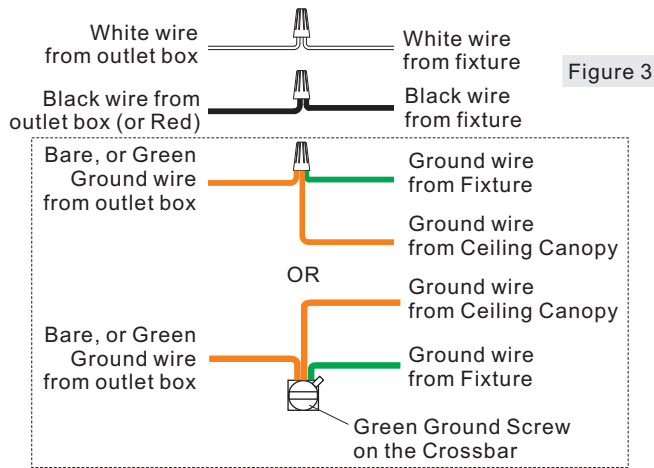 White wire
from outlet box
White wire
from fixture
Figure 3
Black wire from
outlet box (or Red)
Black wire
from fixture
Bare, or Green
Ground wire
from outlet box
Ground wire
from Fixture
Ground wire
from Ceiling Canopy
OR
Ground wire
from Ceiling Canopy
Bare, or Green
Ground wire
from outlet box
Ground wire
from Fixture
Green Ground Screw
on the Crossbar